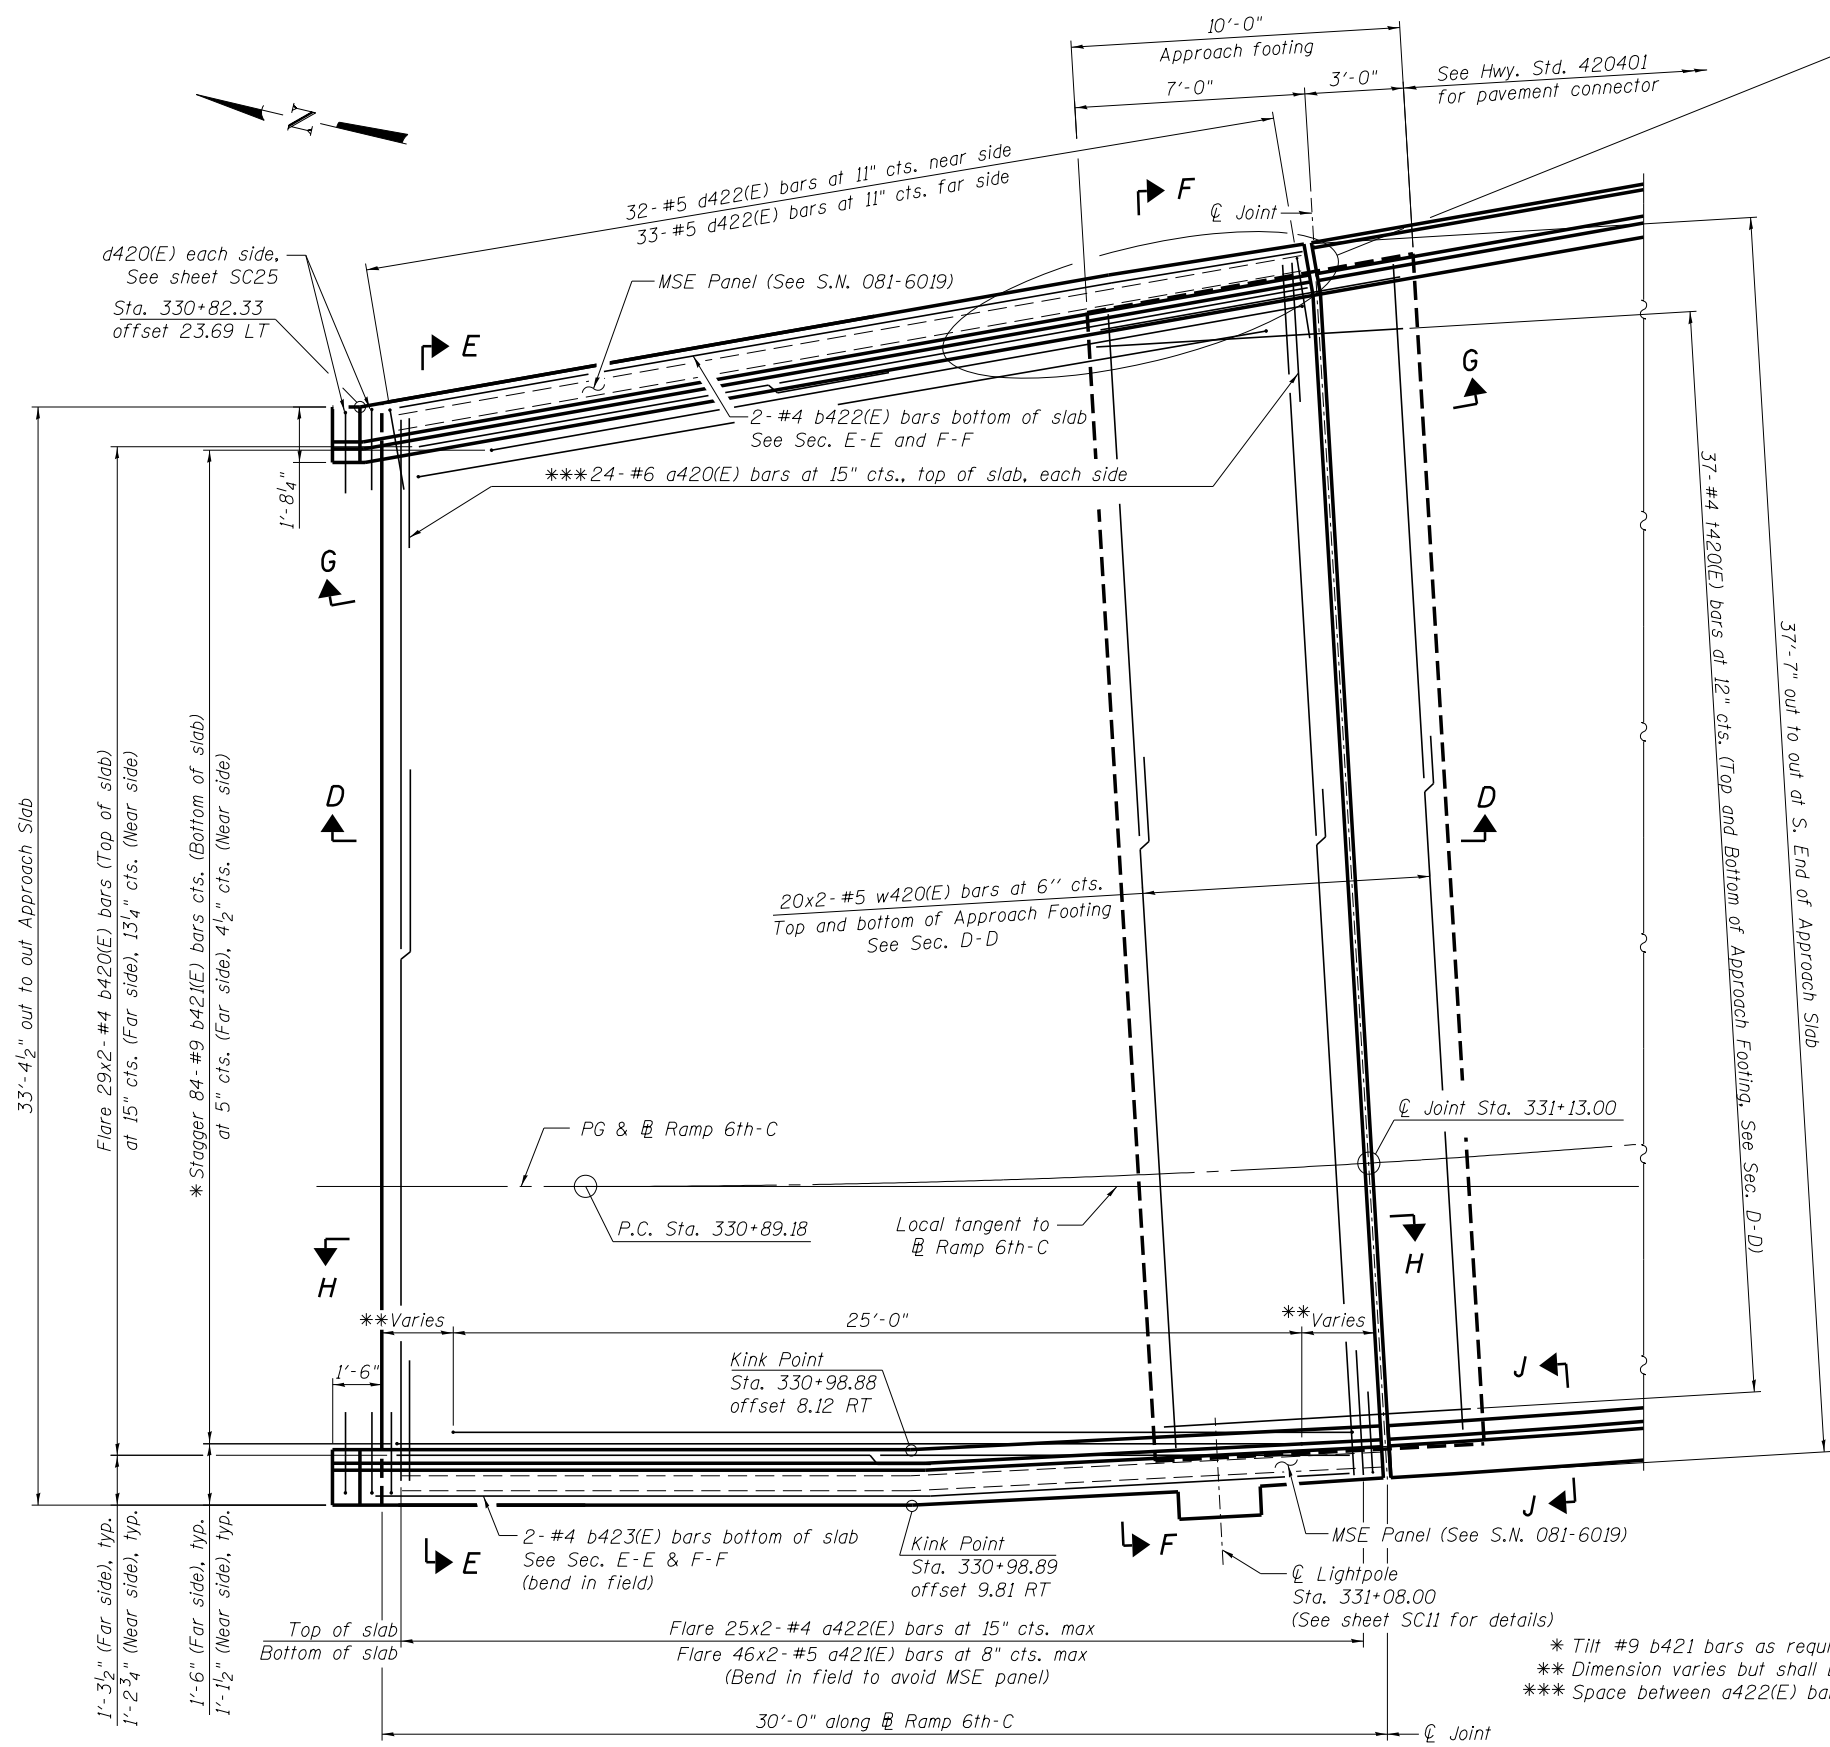 10'-0"
Approach footing
7'-0"
3'-0"
See Hwy. Std. 420401
for pavement connector
N
32-#5 d422(E) bars at 11" cts. near side
33-#5 d422(E) bars at 11" cts. far side
F
℄ Joint
d420(E) each side,
See sheet SC25
MSE Panel (See S.N. 081-6019)
Sta. 330+82.33
offset 23.69 LT
E
G
2-#4 b422(E) bars bottom of slab
See Sec. E-E and F-F
***24-#6 a420(E) bars at 15" cts., top of slab, each side
1'-8¼"
G
37-#4 t420(E) bars at 12" cts. (Top and Bottom of Approach Footing, See Sec. D-D)
37'-7" out to out at S. End of Approach Slab
33'-4½" out to out Approach Slab
Flare 29x2-#4 b420(E) bars (Top of slab)
at 15" cts. (Far side), 13¼" cts. (Near side)
*Stagger 84-#9 b421(E) bars cts. (Bottom of slab)
at 5" cts. (Far side), 4½" cts. (Near side)
D
D
20x2-#5 w420(E) bars at 6'' cts.
Top and bottom of Approach Footing
See Sec. D-D
℄ Joint Sta. 331+13.00
PG & ⅊ Ramp 6th-C
P.C. Sta. 330+89.18
Local tangent to
⅊ Ramp 6th-C
H
H
**Varies
25'-0"
**Varies
1'-6"
Kink Point
Sta. 330+98.88
offset 8.12 RT
J
J
2-#4 b423(E) bars bottom of slab
See Sec. E-E & F-F
(bend in field)
E
Kink Point
Sta. 330+98.89
offset 9.81 RT
F
MSE Panel (See S.N. 081-6019)
℄ Lightpole
Sta. 331+08.00
(See sheet SC11 for details)
1'-3½" (Far side), typ.
1'-2¾" (Near side), typ.
1'-6" (Far side), typ.
1'-1½" (Near side), typ.
Top of slab
Bottom of slab
Flare 25x2-#4 a422(E) bars at 15" cts. max
Flare 46x2-#5 a421(E) bars at 8" cts. max
(Bend in field to avoid MSE panel)
* Tilt #9 b421 bars as requi
** Dimension varies but shall
*** Space between a422(E) ba
30'-0" along ⅊ Ramp 6th-C
℄ Joint